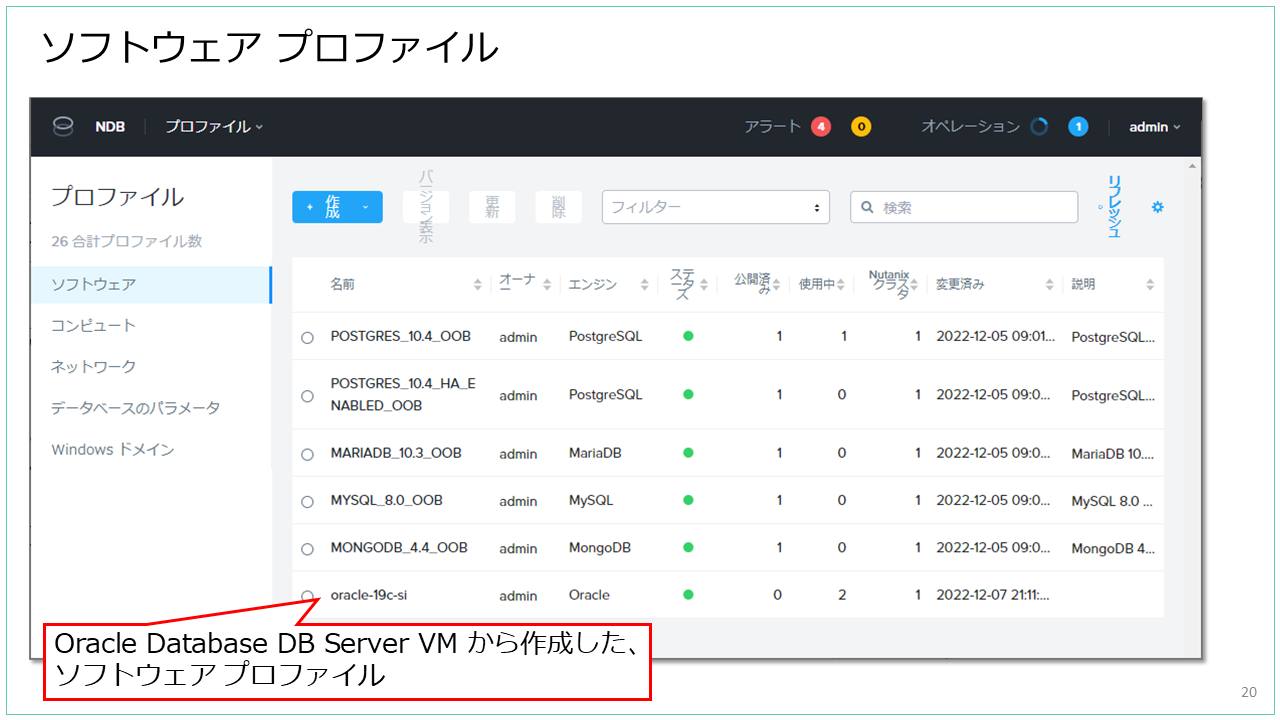 ソフトウェア プロファイル
NDB プロファイル アラート 4 0 オペレーション 1 admin
プロファイル
26 合計プロファイル数
ソフトウェア
コンピュート
ネットワーク
データベースのパラメータ
Windows ドメイン
+ 作成 バージョン表示 更新 削除 フィルター 検索 リフレッシュ
名前 オーナー エンジン ステータス 公開済み 使用中 Nutanixクラスタ 変更済み 説明
POSTGRES_10.4_OOB admin PostgreSQL 1 1 1 2022-12-05 09:01... PostgreSQL...
POSTGRES_10.4_HA_E
NABLED_OOB admin PostgreSQL 1 0 1 2022-12-05 09:0... PostgreSQL...
MARIADB_10.3_OOB admin MariaDB 1 0 1 2022-12-05 09:0... MariaDB 10....
MYSQL_8.0_OOB admin MySQL 1 0 1 2022-12-05 09:0... MySQL 8.0 ...
MONGODB_4.4_OOB admin MongoDB 1 0 1 2022-12-05 09:0... MongoDB 4...
oracle-19c-si admin Oracle 0 2 1 2022-12-07 21:11:...
Oracle Database DB Server VM から作成した、
ソフトウェア プロファイル
20